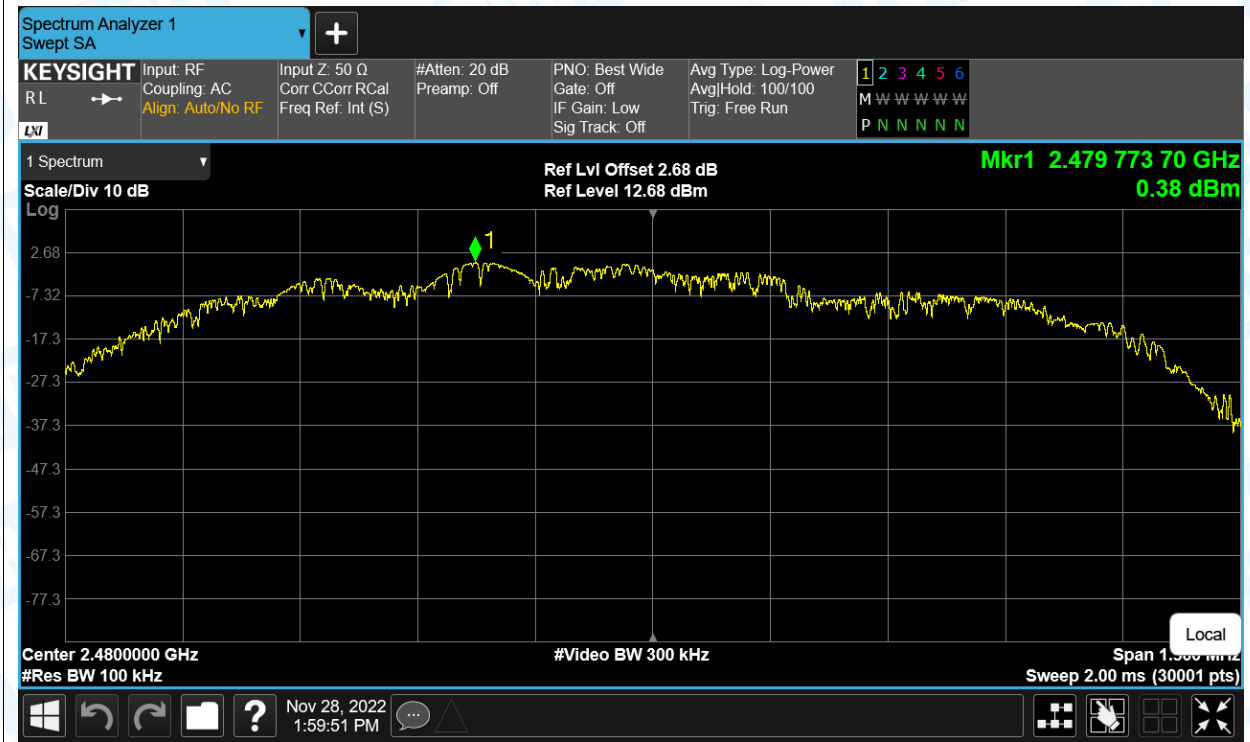 Spectrum Analyzer 1
Swept SA
KEYSIGHT
R L
LXI
Input: RF
Coupling: AC
Align: Auto/No RF
Input Z: 50 Ω
Corr CCorr RCal
Freq Ref: Int (S)
#Atten: 20 dB
Preamp: Off
PNO: Best Wide
Gate: Off
IF Gain: Low
Sig Track: Off
Avg Type: Log-Power
Avg|Hold: 100/100
Trig: Free Run
1 2 3 4 5 6
M W W W W W W
P N N N N N N
1 Spectrum
Scale/Div 10 dB
Log
Ref Lvl Offset 2.68 dB
Ref Level 12.68 dBm
Mkr1 2.479 773 70 GHz
0.38 dBm
1
2.68
-7.32
-17.3
-27.3
-37.3
-47.3
-57.3
-67.3
-77.3
Local
Center 2.4800000 GHz
#Res BW 100 kHz
#Video BW 300 kHz
Span
Sweep 2.00 ms (30001 pts)
?
Nov 28, 2022
1:59:51 PM